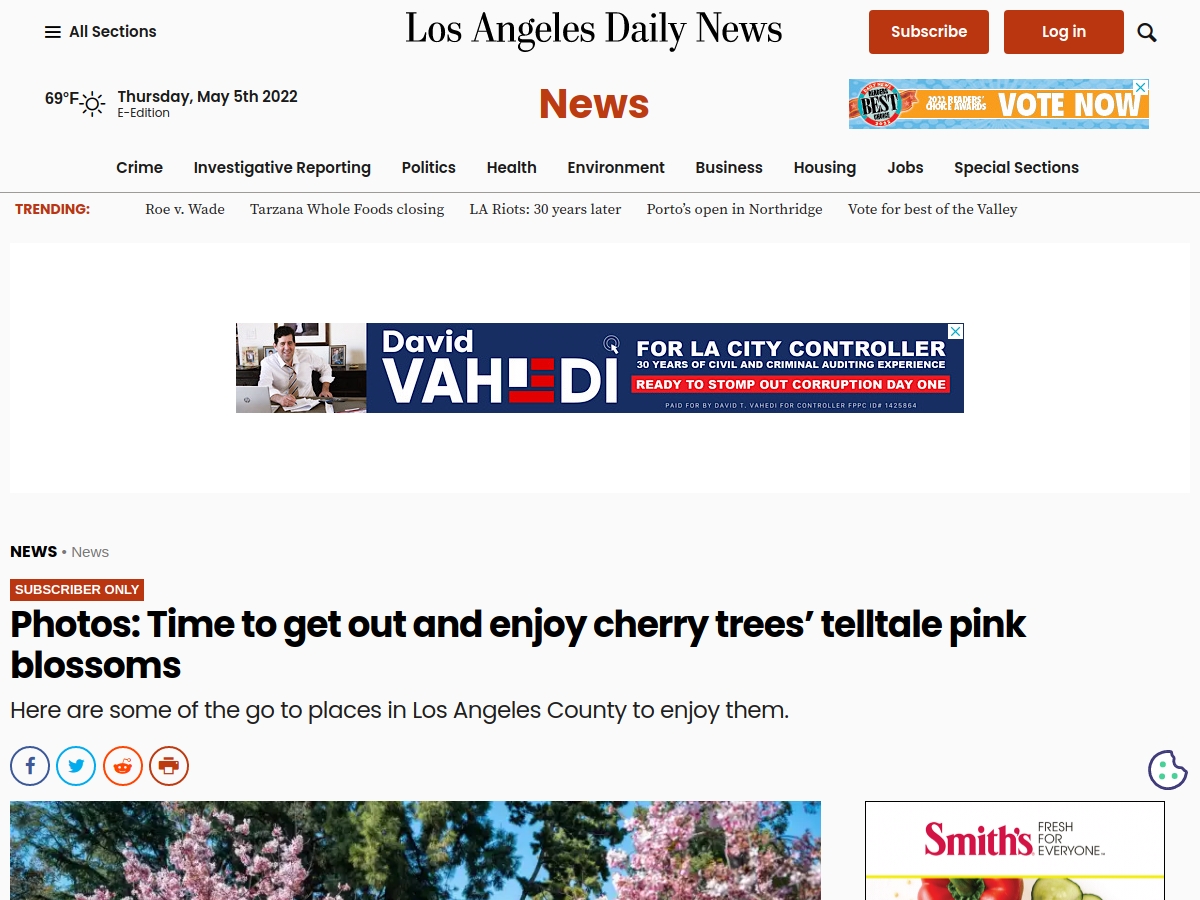 All Sections
Los Angeles Daily News
Subscribe
Log in
69°F
Thursday, May 5th 2022
E-Edition
News
READERS' BEST CHOICE 2022
2022 READERS' CHOICE AWARDS
VOTE NOW
Crime Investigative Reporting Politics Health Environment Business Housing Jobs Special Sections
TRENDING: Roe v. Wade Tarzana Whole Foods closing LA Riots: 30 years later Porto’s open in Northridge Vote for best of the Valley
David
VAHEDI
FOR LA CITY CONTROLLER
30 YEARS OF CIVIL AND CRIMINAL AUDITING EXPERIENCE
READY TO STOMP OUT CORRUPTION DAY ONE
PAID FOR BY DAVID T. VAHEDI FOR CONTROLLER FPPC ID# 1425864
NEWS • News
SUBSCRIBER ONLY
Photos: Time to get out and enjoy cherry trees’ telltale pink
blossoms
Here are some of the go to places in Los Angeles County to enjoy them.
Smith's
FRESH
FOR
EVERYONE™